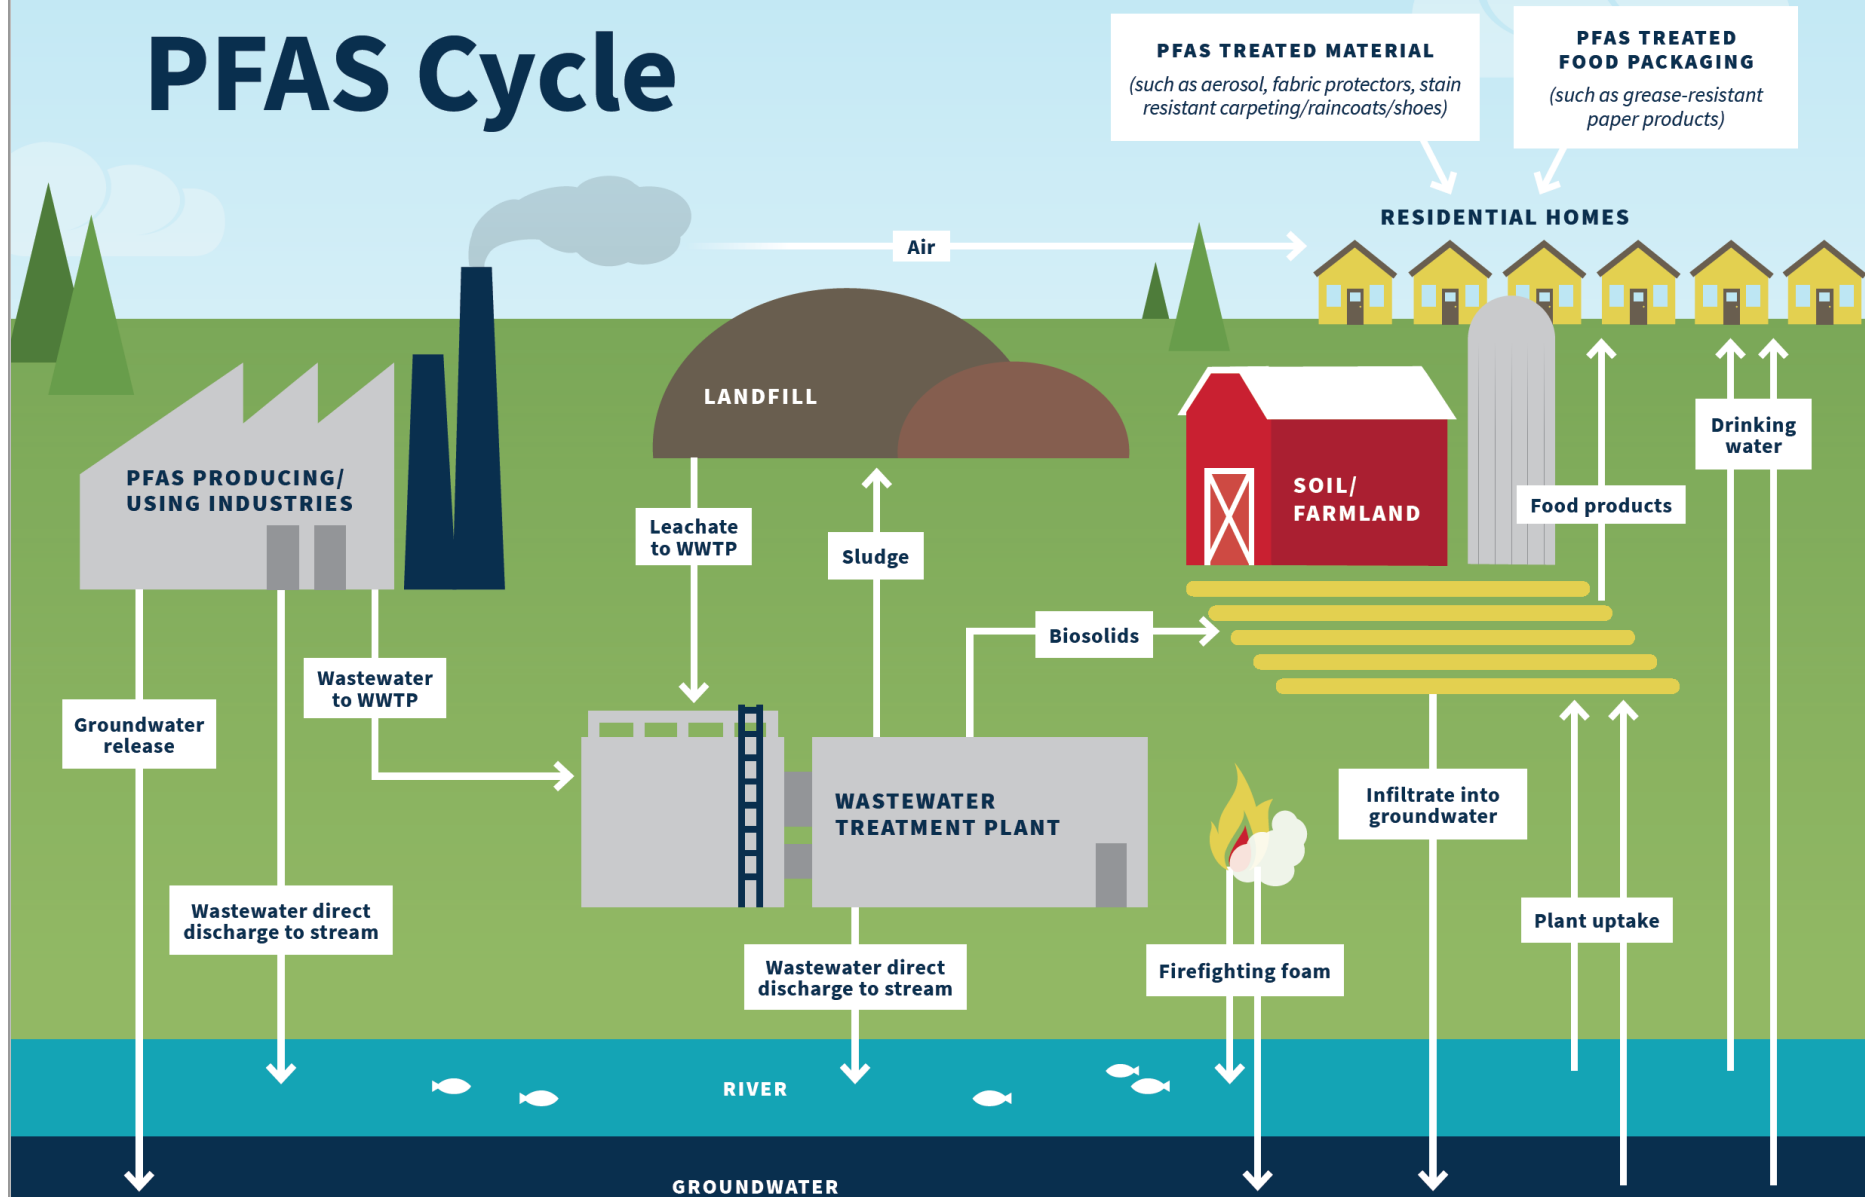 PFAS Cycle
PFAS TREATED MATERIAL
(such as aerosol, fabric protectors, stain
resistant carpeting/raincoats/shoes)
PFAS TREATED
FOOD PACKAGING
(such as grease-resistant
paper products)
RESIDENTIAL HOMES
Air
LANDFILL
Drinking
water
PFAS PRODUCING/
USING INDUSTRIES
SOIL/
FARMLAND
Food products
Leachate
to WWTP
Sludge
Biosolids
Wastewater
to WWTP
Groundwater
release
WASTEWATER
TREATMENT PLANT
Infiltrate into
groundwater
Wastewater direct
discharge to stream
Plant uptake
Wastewater direct
discharge to stream
Firefighting foam
RIVER
GROUNDWATER